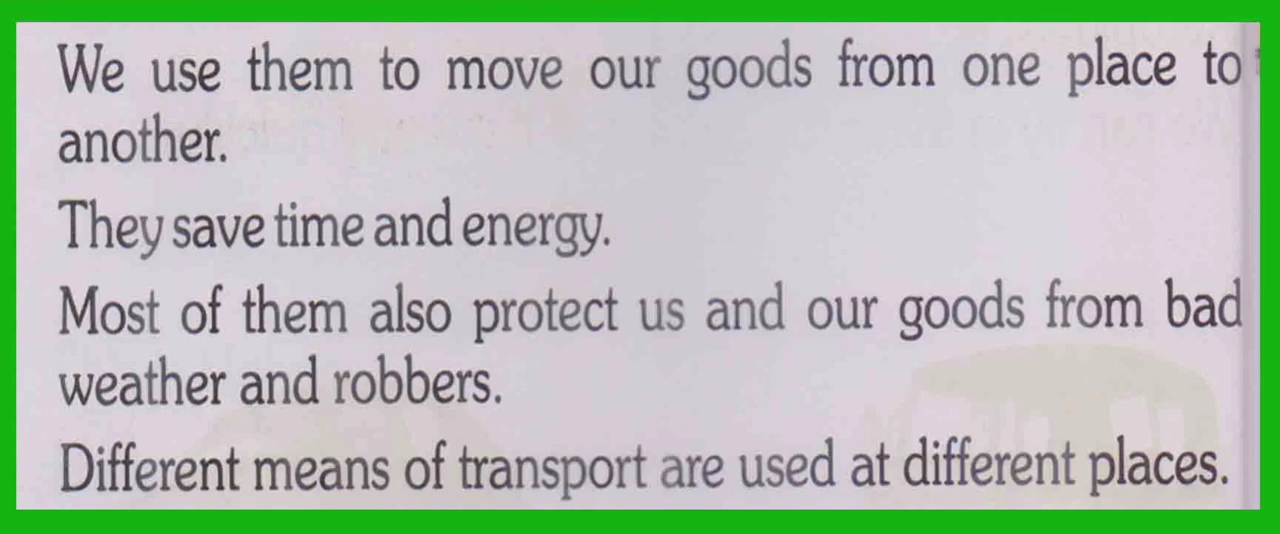 We use them to move our goods from one place to
another.
They save time and energy.
Most of them also protect us and our goods from bad
weather and robbers.
Different means of transport are used at different places.